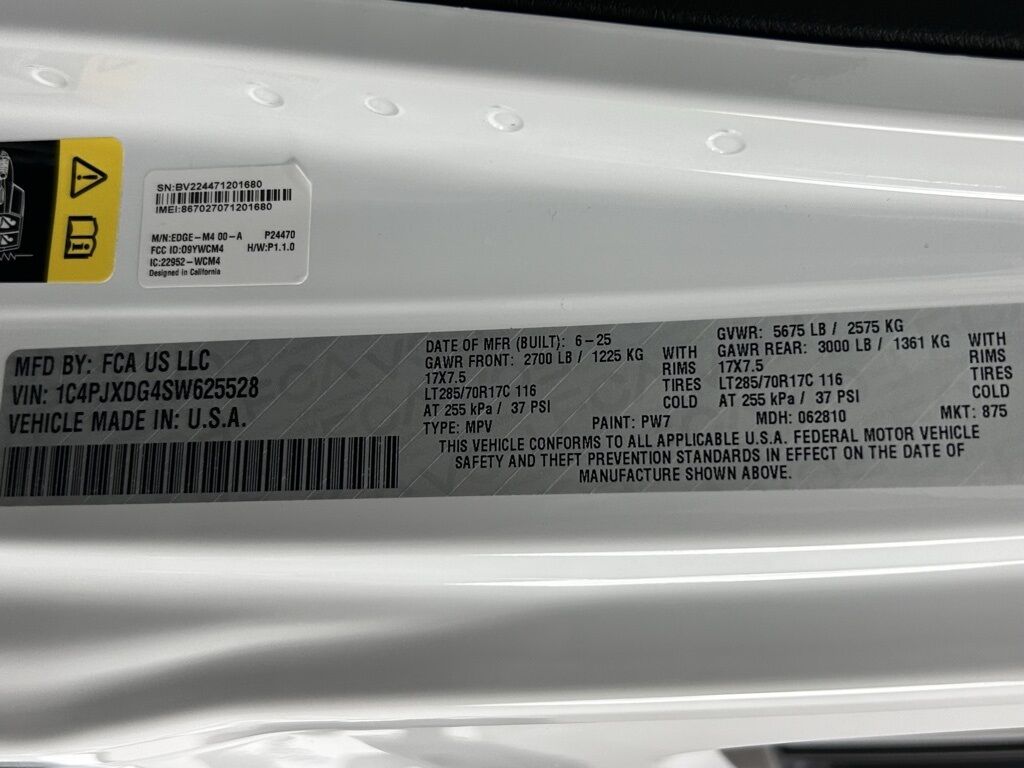 SN:BV224471201680
IMEI:867027071201680
M/N:EDGE-M4 00-A P24470
FCC ID:O9YWCM4 H/W:P1.1.0
IC:22952-WCM4
Designed in California
MFD BY: FCA US LLC
VIN: 1C4PJXDG4SW625528
VEHICLE MADE IN: U.S.A.
DATE OF MFR (BUILT): 6-25
GAWR FRONT: 2700 LB / 1225 KG WITH
17X7.5 RIMS
LT285/70R17C 116 TIRES
AT 255 kPa / 37 PSI COLD
GVWR: 5675 LB / 2575 KG
GAWR REAR: 3000 LB / 1361 KG WITH
17X7.5 RIMS
LT285/70R17C 116 TIRES
AT 255 kPa / 37 PSI COLD
TYPE: MPV PAINT: PW7 MDH: 062810 MKT: 875
THIS VEHICLE CONFORMS TO ALL APPLICABLE U.S.A. FEDERAL MOTOR VEHICLE
SAFETY AND THEFT PREVENTION STANDARDS IN EFFECT ON THE DATE OF
MANUFACTURE SHOWN ABOVE.